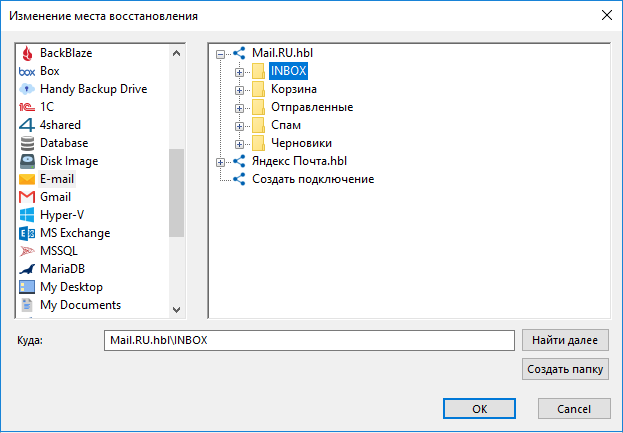 Изменение места восстановления
BackBlaze
Box
Handy Backup Drive
1C
4shared
Database
Disk Image
E-mail
Gmail
Hyper-V
MS Exchange
MSSQL
MariaDB
My Desktop
My Documents
Mail.RU.hbl
INBOX
Корзина
Отправленные
Спам
Черновики
Яндекс Почта.hbl
Создать подключение
Куда:
Mail.RU.hbl\INBOX
Найти далее
Создать папку
OK
Cancel